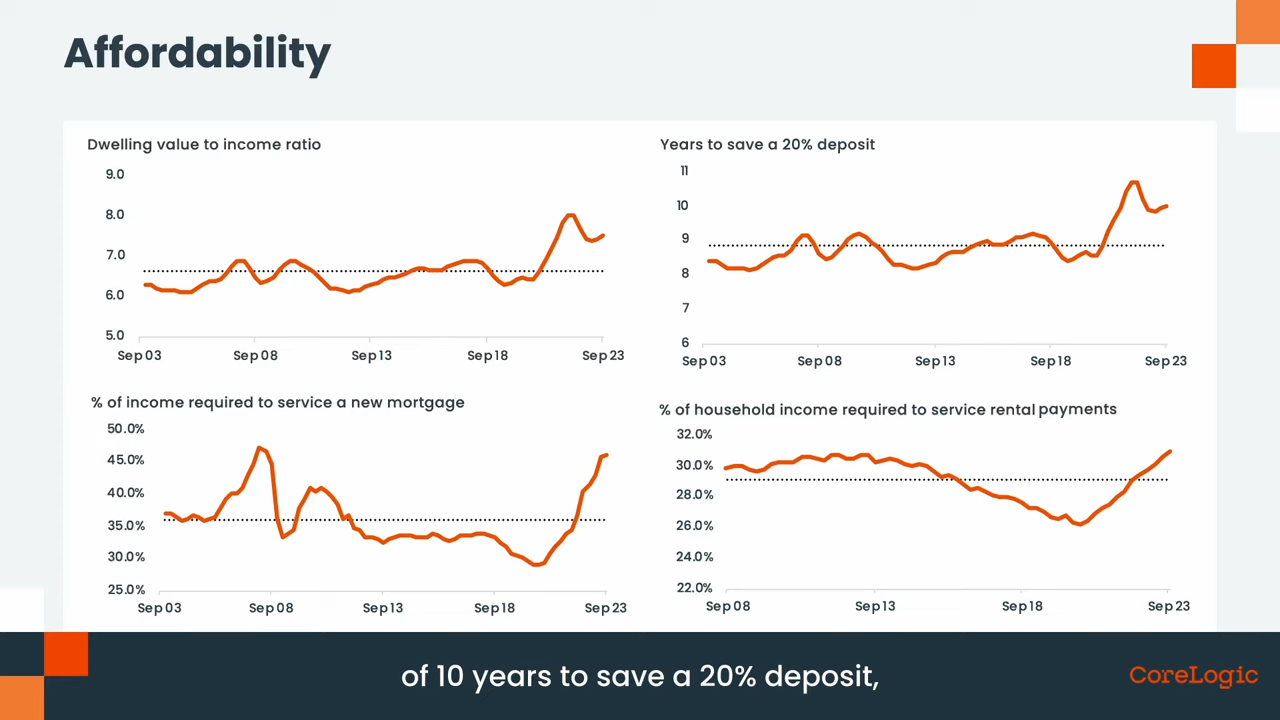 Affordability
Dwelling value to income ratio
9.0
8.0
7.0
6.0
5.0
Sep 03 Sep 08 Sep 13 Sep 18 Sep 23
Years to save a 20% deposit
11
10
9
8
7
6
Sep 03 Sep 08 Sep 13 Sep 18 Sep 23
% of income required to service a new mortgage
50.0%
45.0%
40.0%
35.0%
30.0%
25.0%
Sep 03 Sep 08 Sep 13 Sep 18 Sep 23
% of household income required to service rental payments
32.0%
30.0%
28.0%
26.0%
24.0%
22.0%
Sep 08 Sep 13 Sep 18 Sep 23
of 10 years to save a 20% deposit,
CoreLogic